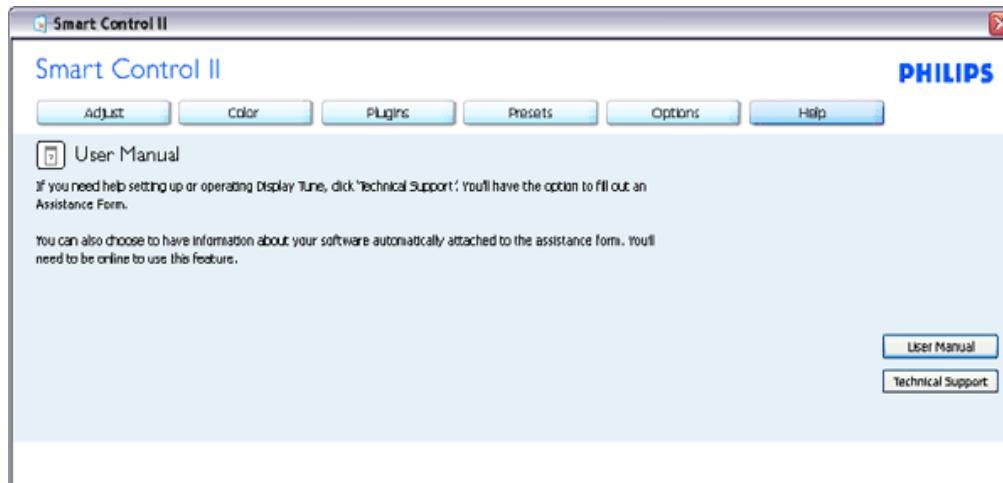 Smart Control II
Smart Control II
PHILIPS
Adjust Color Plugins Presets Options Help
User Manual
If you need help setting up or operating Display Tune, click 'Technical Support'. You'll have the option to fill out an
Assistance Form.
You can also choose to have information about your software automatically attached to the assistance form. You'll
need to be online to use this feature.
User Manual
Technical Support